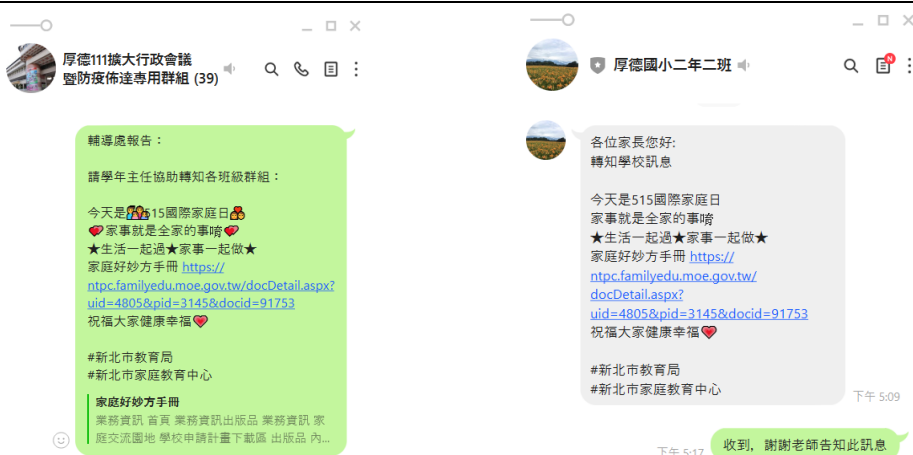 厚德111擴大行政會議
暨防疫佈達專用群組 (39)
輔導處報告：
請學年主任協助轉知各班級群組：
今天是515國際家庭日
家事就是全家的事唷
★生活一起過★家事一起做★
家庭好妙方手冊 https://
ntpc.familyedu.moe.gov.tw/docDetail.aspx?
uid=4805&pid=3145&docid=91753
祝福大家健康幸福
#新北市教育局
#新北市家庭教育中心
家庭好妙方手冊
業務資訊 首頁 業務資訊出版品 業務資訊 家
庭交流園地 學校申請計畫下載區 出版品 內...
厚德國小二年二班
N
各位家長您好:
轉知學校訊息
今天是515國際家庭日
家事就是全家的事唷
★生活一起過★家事一起做★
家庭好妙方手冊 https://
ntpc.familyedu.moe.gov.tw/
docDetail.aspx?
uid=4805&pid=3145&docid=91753
祝福大家健康幸福
#新北市教育局
#新北市家庭教育中心
下午 5:09
下午 5:17
收到，謝謝老師告知此訊息